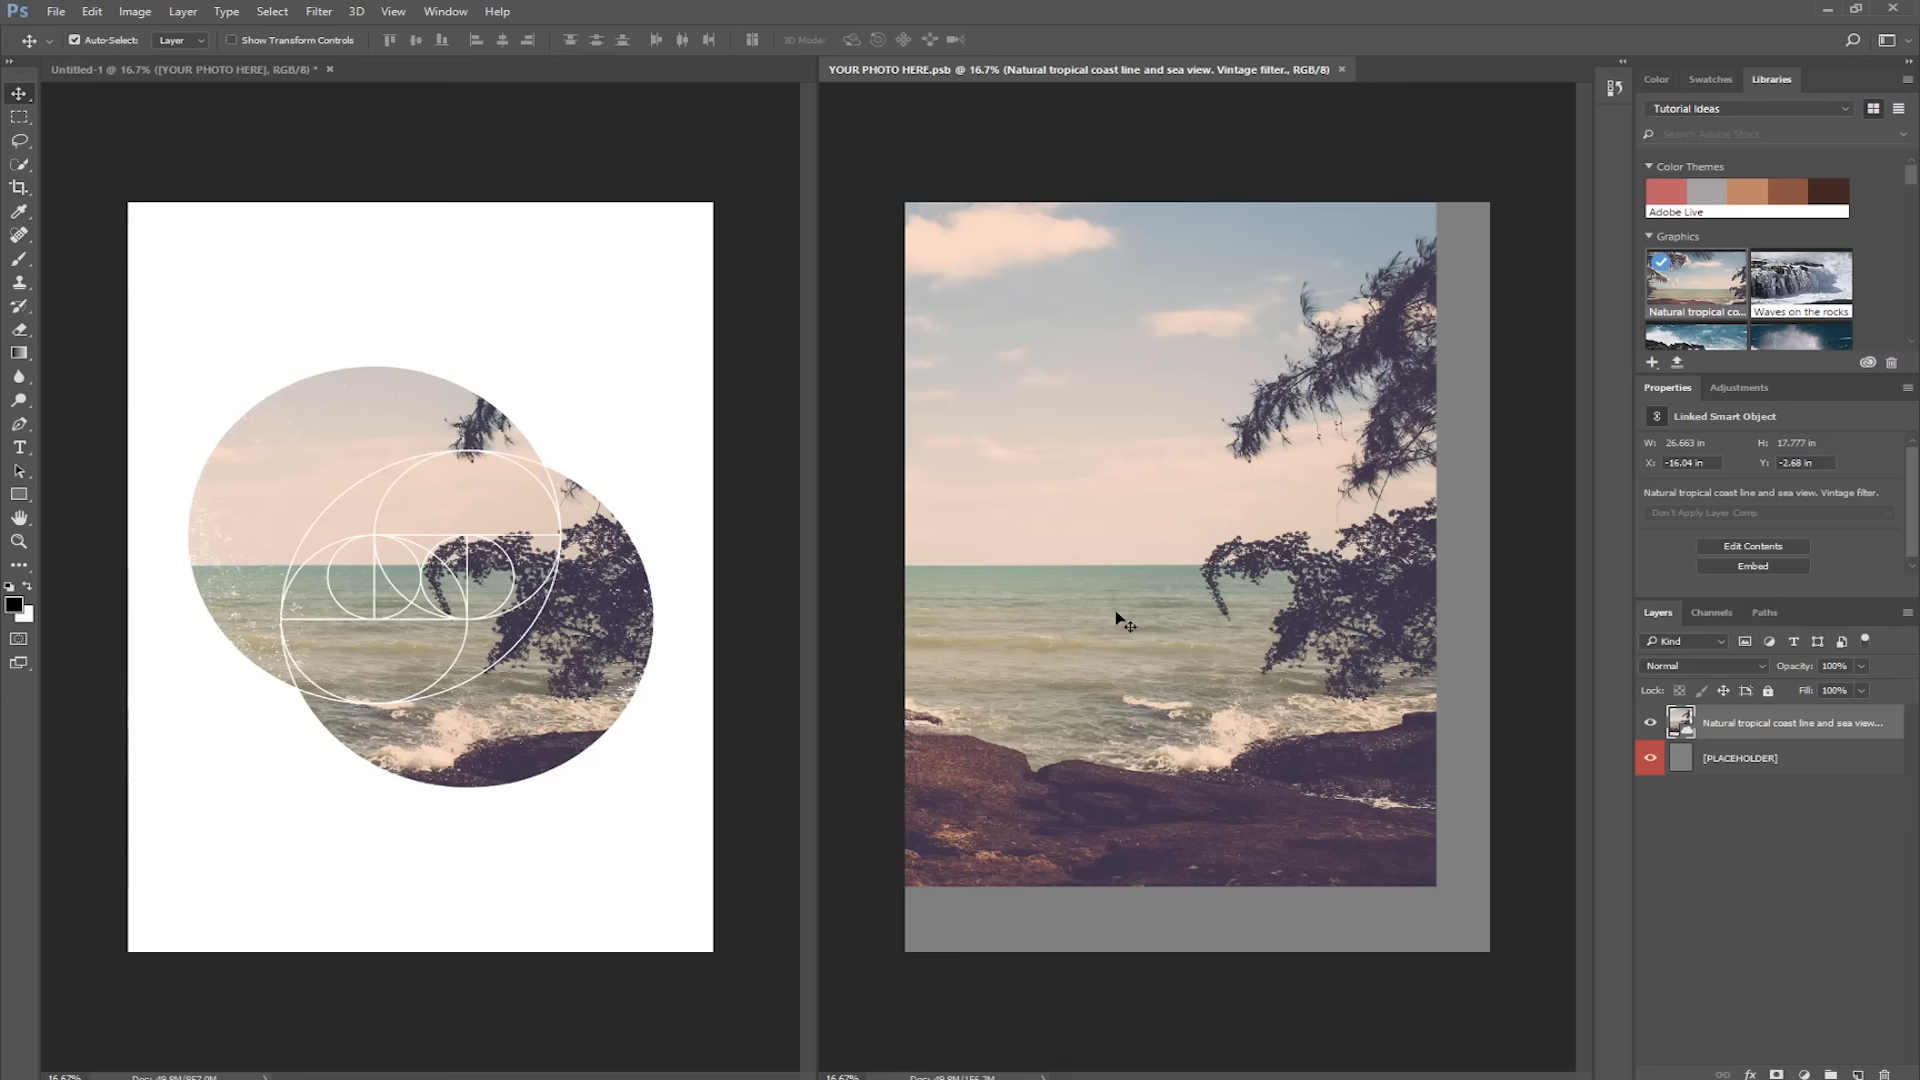 Ps File Edit Image Layer Type Select Filter 3D View Window Help
Auto-Select: Layer Show Transform Controls 3D Mode:
Untitled-1 @ 16.7% ([YOUR PHOTO HERE], RGB/8) * ×
YOUR PHOTO HERE.psb @ 16.7% (Natural tropical coast line and sea view. Vintage filter., RGB/8) ×
Color Swatches Libraries
Tutorial Ideas
Search Adobe Stock
Color Themes
Adobe Live
Graphics
Natural tropical co... Waves on the rocks
Properties Adjustments
Linked Smart Object
W: 26.663 in H: 17.777 in
X: -16.04 in Y: -2.68 in
Natural tropical coast line and sea view. Vintage filter.
Don't Apply Layer Comp
Edit Contents
Embed
Layers Channels Paths
Kind
Normal Opacity: 100%
Lock: Fill: 100%
Natural tropical coast line and sea view...
[PLACEHOLDER]
16.67% Doc: 49.8M/857.0M
16.67% Doc: 49.8M/156.2M